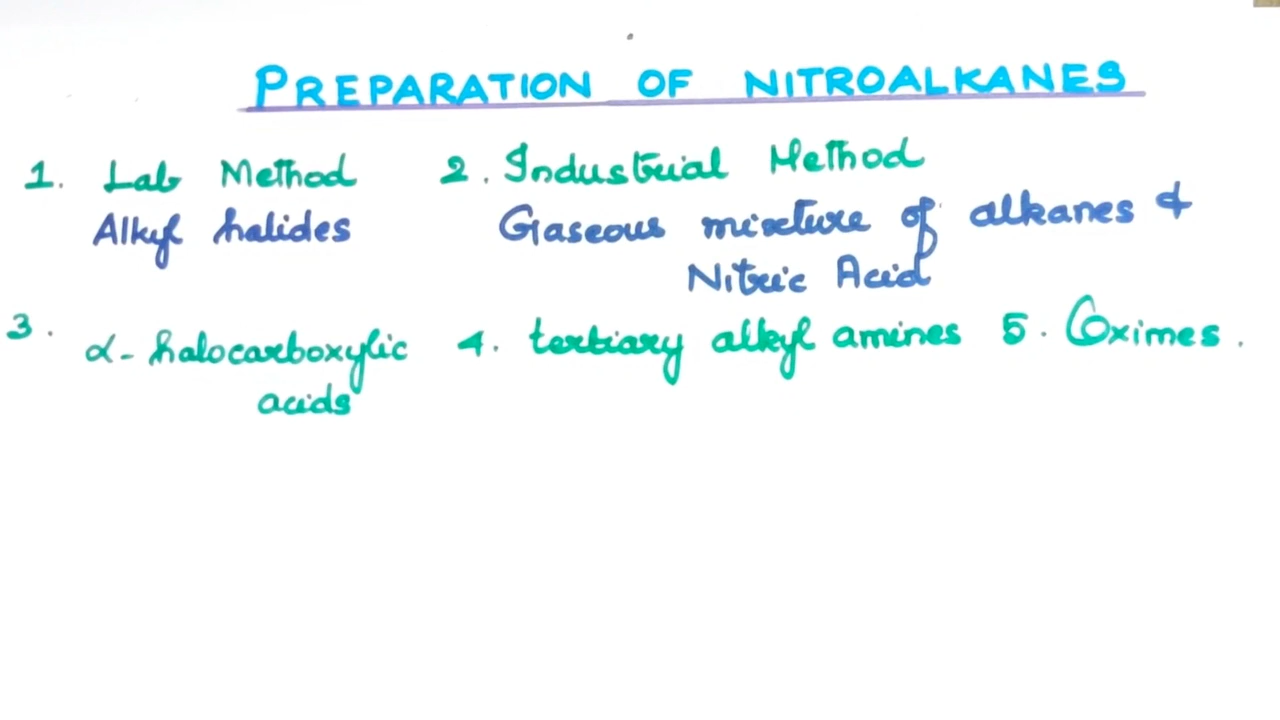 PREPARATION OF NITROALKANES
1. Lab Method 2. Industrial Method
Alkyl halides Gaseous mixture of alkanes &
Nitric Acid
3. α-halocarboxylic 4. tertiary alkyl amines 5. Oximes.
acids